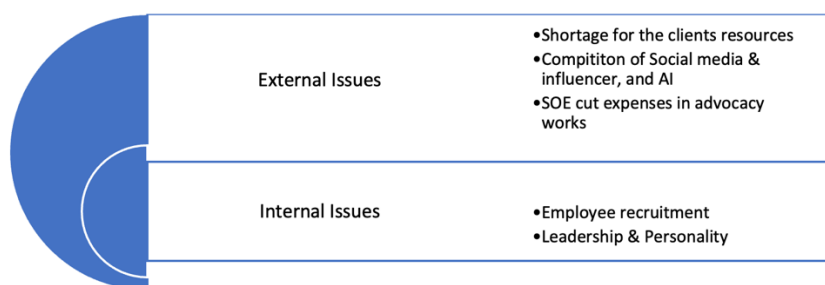 External Issues
•Shortage for the clients resources
•Compititon of Social media &
influencer, and AI
•SOE cut expenses in advocacy
works
Internal Issues
•Employee recruitment
•Leadership & Personality